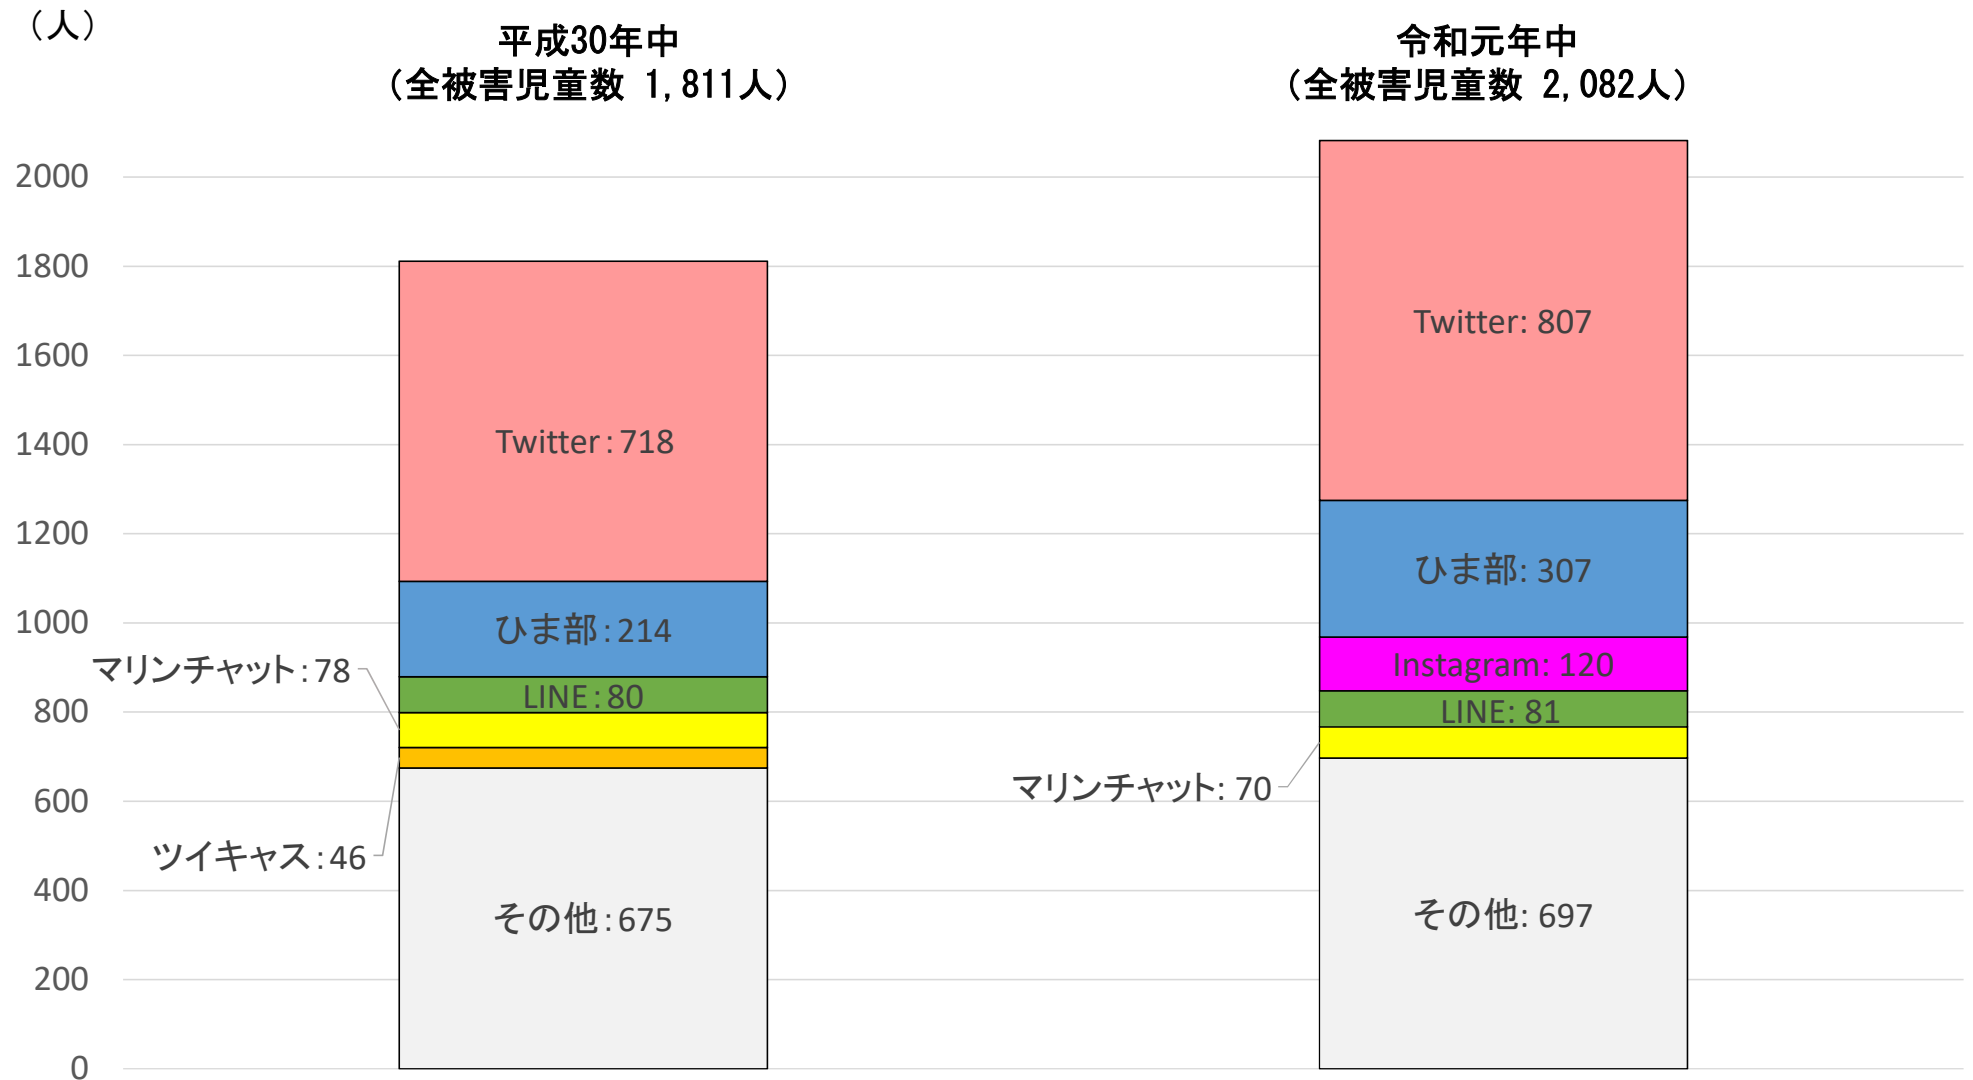 （人）
平成30年中
（全被害児童数 1,811人）
令和元年中
（全被害児童数 2,082人）
2000
1800
1600
1400
1200
1000
800
600
400
200
0
Twitter：718
ひま部：214
マリンチャット：78
LINE：80
ツイキャス：46
その他：675
Twitter: 807
ひま部: 307
Instagram: 120
LINE: 81
マリンチャット: 70
その他: 697